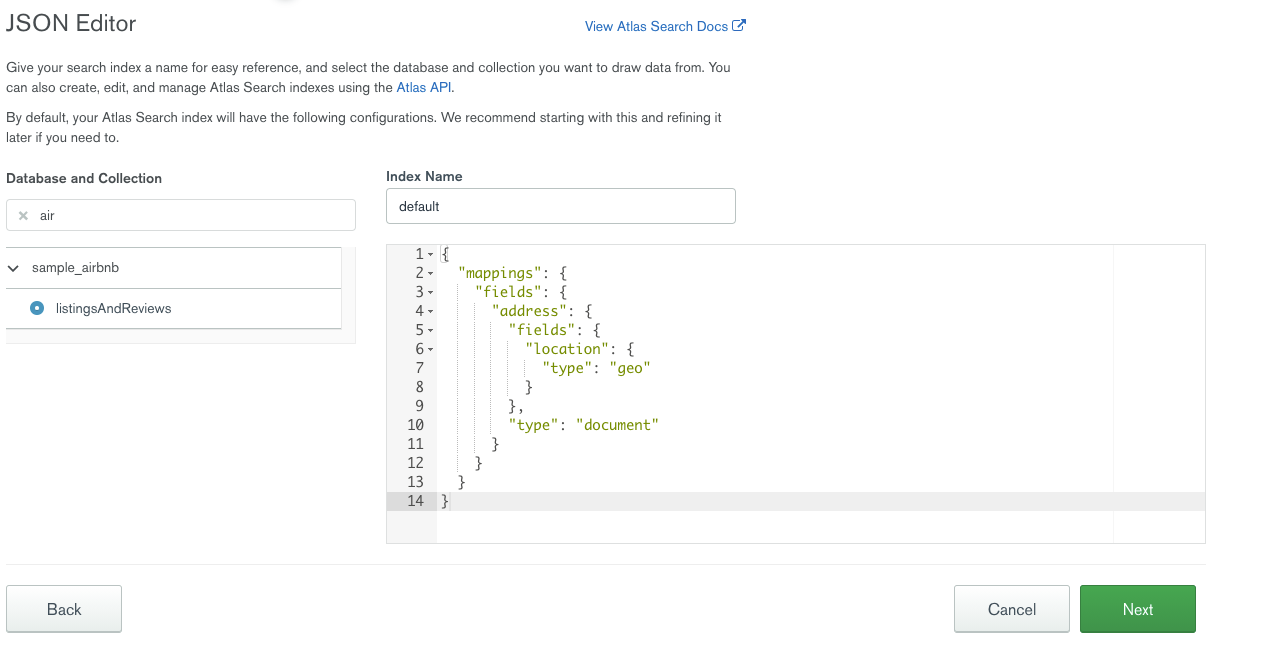 JSON Editor
View Atlas Search Docs
Give your search index a name for easy reference, and select the database and collection you want to draw data from. You
can also create, edit, and manage Atlas Search indexes using the Atlas API.
By default, your Atlas Search index will have the following configurations. We recommend starting with this and refining it
later if you need to.
Database and Collection
air
sample_airbnb
listingsAndReviews
Index Name
default
1 {
2   "mappings": {
3     "fields": {
4       "address": {
5         "fields": {
6           "location": {
7             "type": "geo"
8           }
9         },
10         "type": "document"
11       }
12     }
13   }
14 }
Back
Cancel
Next